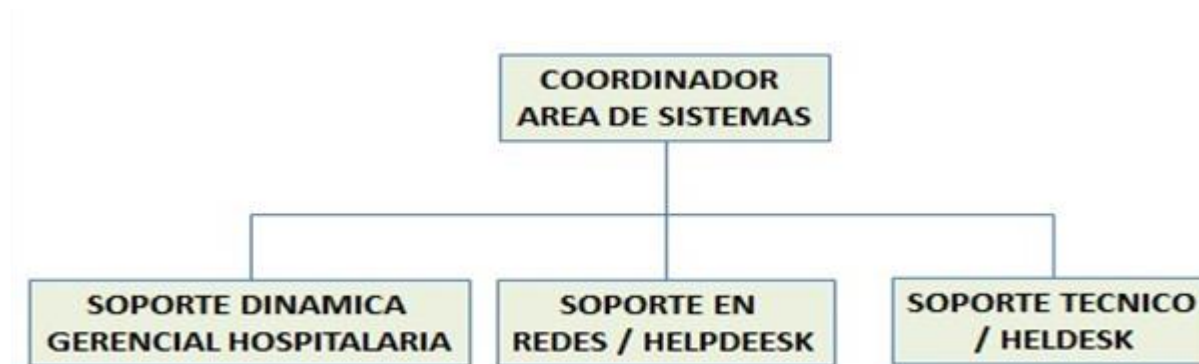 COORDINADOR
AREA DE SISTEMAS
SOPORTE DINAMICA
GERENCIAL HOSPITALARIA
SOPORTE EN
REDES / HELPDEESK
SOPORTE TECNICO
/ HELDESK